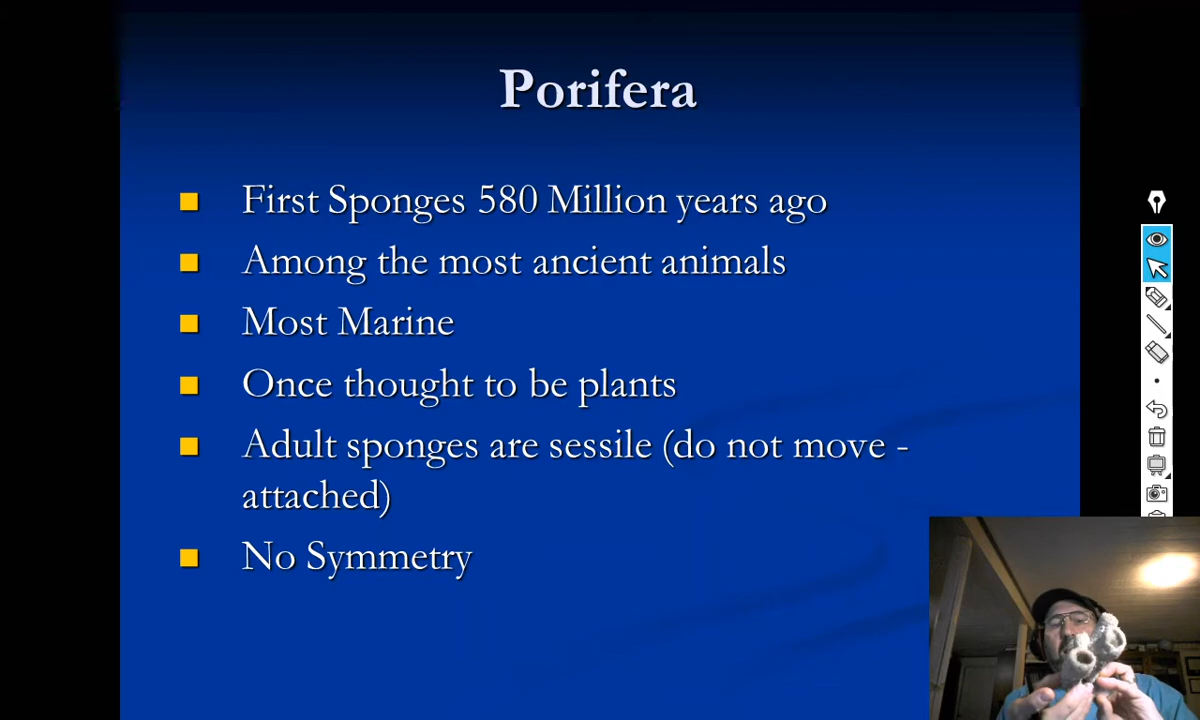 Porifera
First Sponges 580 Million years ago
Among the most ancient animals
Most Marine
Once thought to be plants
Adult sponges are sessile (do not move -
attached)
No Symmetry